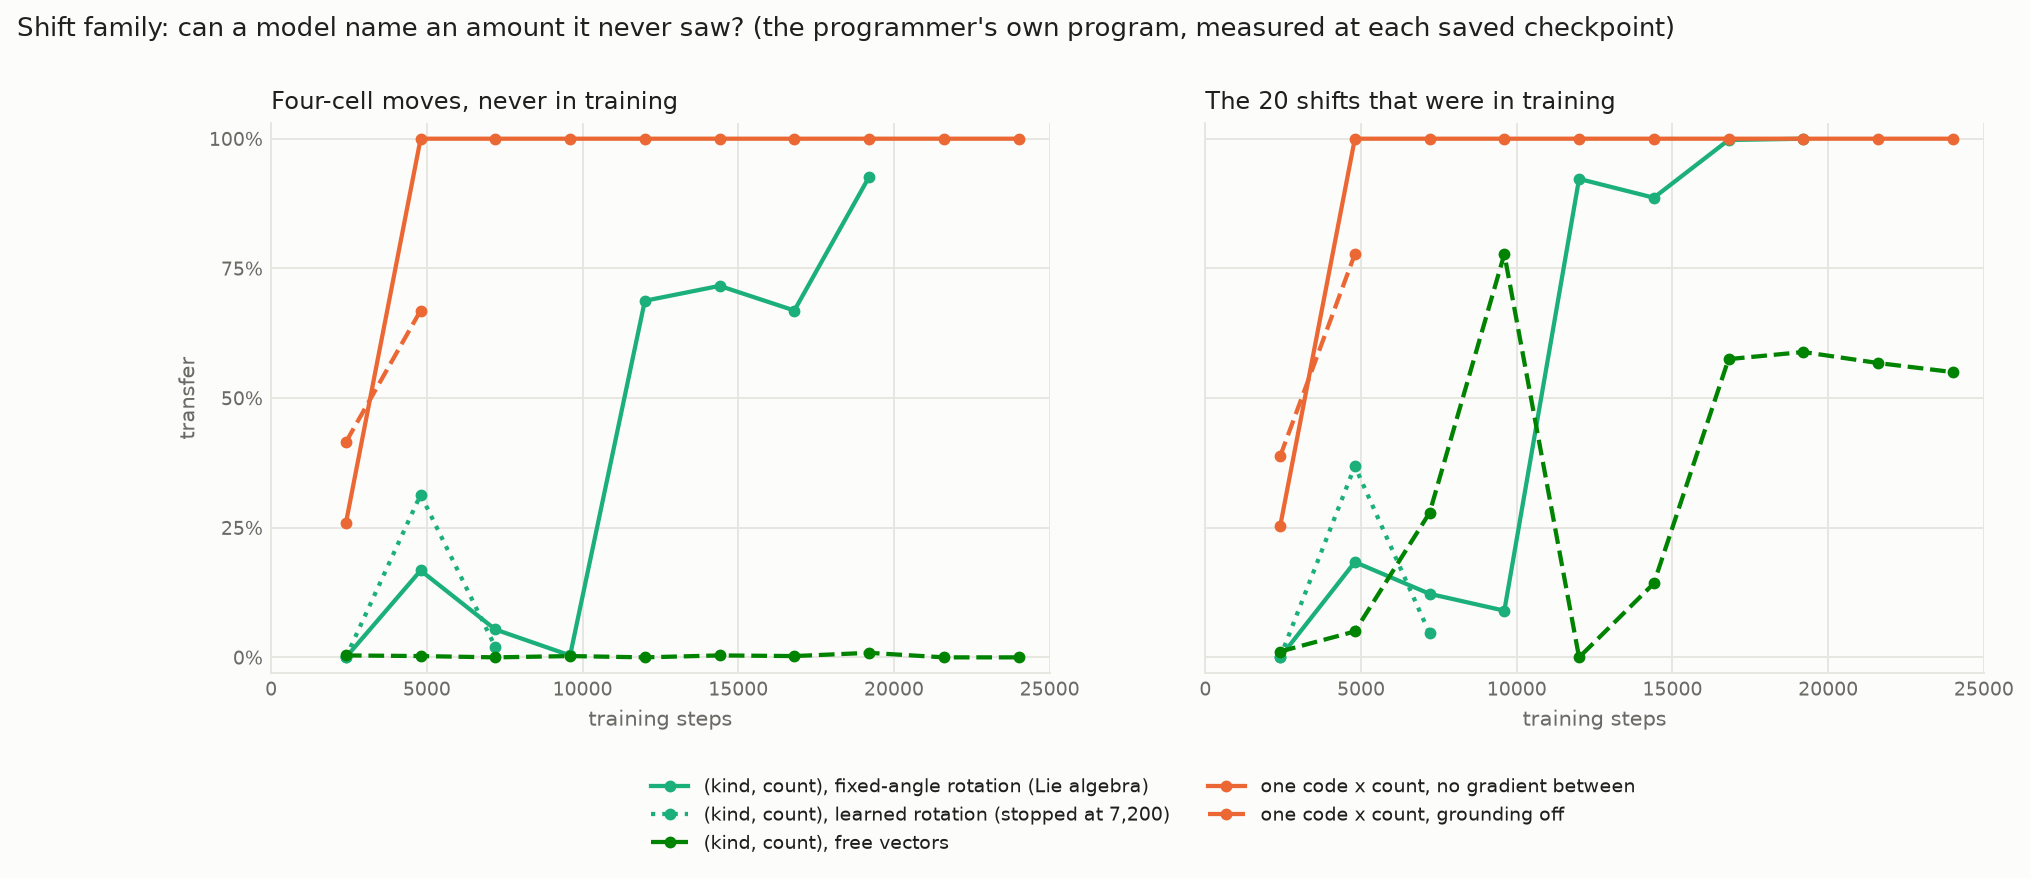 Shift family: can a model name an amount it never saw? (the programmer's own program, measured at each saved checkpoint)
Four-cell moves, never in training
The 20 shifts that were in training
transfer
100%
75%
50%
25%
0%
0
5000
10000
15000
20000
25000
training steps
0
5000
10000
15000
20000
25000
training steps
(kind, count), fixed-angle rotation (Lie algebra)
(kind, count), learned rotation (stopped at 7,200)
(kind, count), free vectors
one code x count, no gradient between
one code x count, grounding off